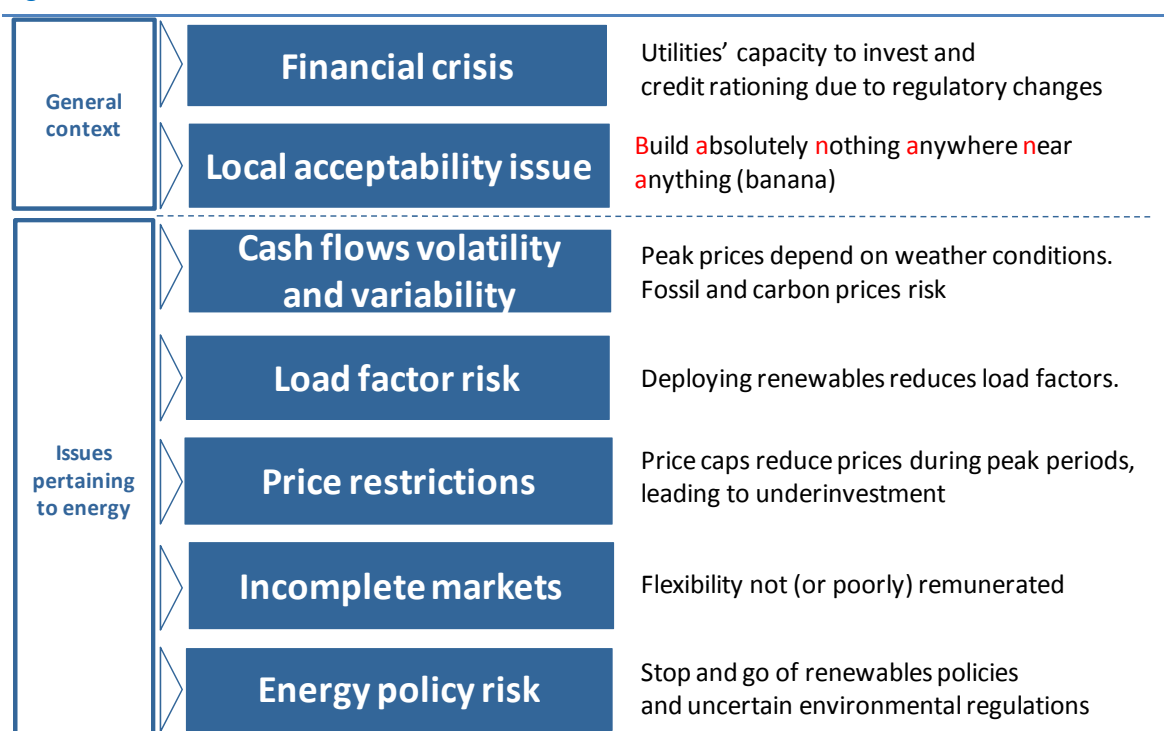 General
context
Financial crisis
Utilities’ capacity to invest and
credit rationing due to regulatory changes
Local acceptability issue
Build absolutely nothing anywhere near
anything (banana)
Issues
pertaining
to energy
Cash flows volatility
and variability
Peak prices depend on weather conditions.
Fossil and carbon prices risk
Load factor risk
Deploying renewables reduces load factors.
Price restrictions
Price caps reduce prices during peak periods,
leading to underinvestment
Incomplete markets
Flexibility not (or poorly) remunerated
Energy policy risk
Stop and go of renewables policies
and uncertain environmental regulations